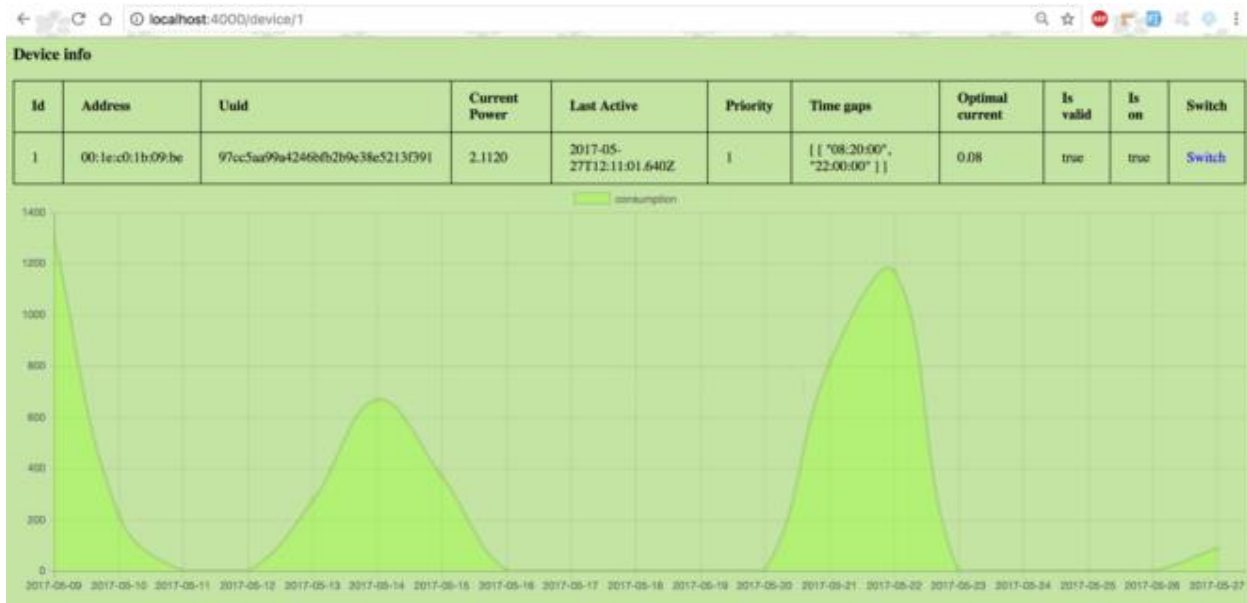 localhost:4000/device/1
Device info
Id Address Uuid Current Power Last Active Priority Time gaps Optimal current Is valid Is on Switch
1 00:1e:c0:1b:09:be 97cc5aa99a4246bfb2b9e38e5213f391 2.1120 2017-05-27T12:11:01.640Z 1 [ [ "08:20:00", "22:00:00" ] ] 0.08 true true Switch
consumption
1400
1200
1000
800
600
400
200
0
2017-05-09 2017-05-10 2017-05-11 2017-05-12 2017-05-13 2017-05-14 2017-05-15 2017-05-16 2017-05-17 2017-05-18 2017-05-19 2017-05-20 2017-05-21 2017-05-22 2017-05-23 2017-05-24 2017-05-25 2017-05-26 2017-05-27